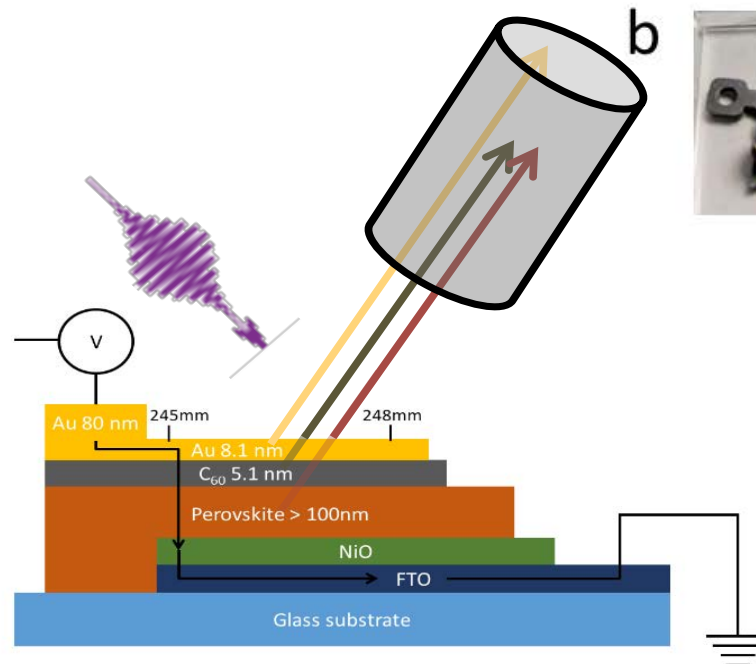 b
V
Au 80 nm
245mm
248mm
Au 8.1 nm
C₆₀ 5.1 nm
Perovskite > 100nm
NiO
FTO
Glass substrate